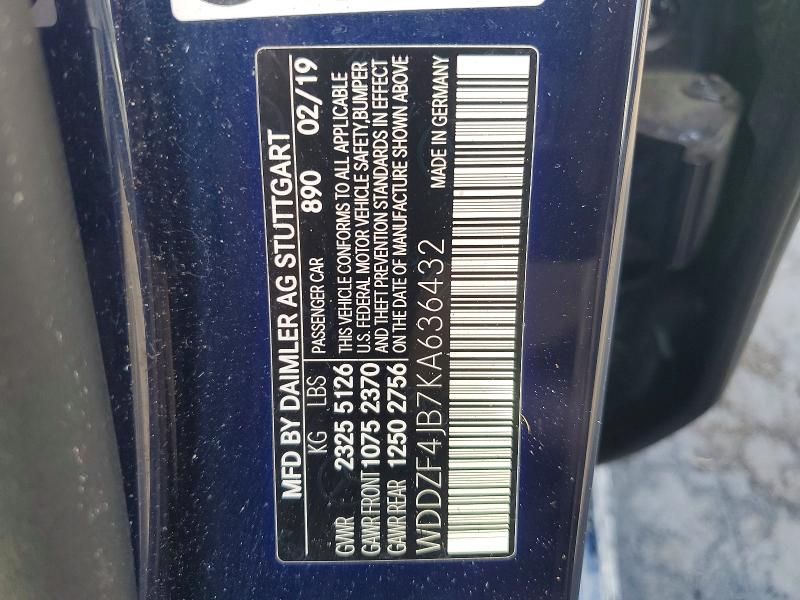 MFD BY DAIMLER AG STUTTGART
KG LBS
GVWR 2325 5126
GAWR FRONT 1075 2370
GAWR REAR 1250 2756
890 02/19
PASSENGER CAR
THIS VEHICLE CONFORMS TO ALL APPLICABLE
U.S. FEDERAL MOTOR VEHICLE SAFETY,BUMPER
AND THEFT PREVENTION STANDARDS IN EFFECT
ON THE DATE OF MANUFACTURE SHOWN ABOVE
WDDZF4JB7KA636432
MADE IN GERMANY